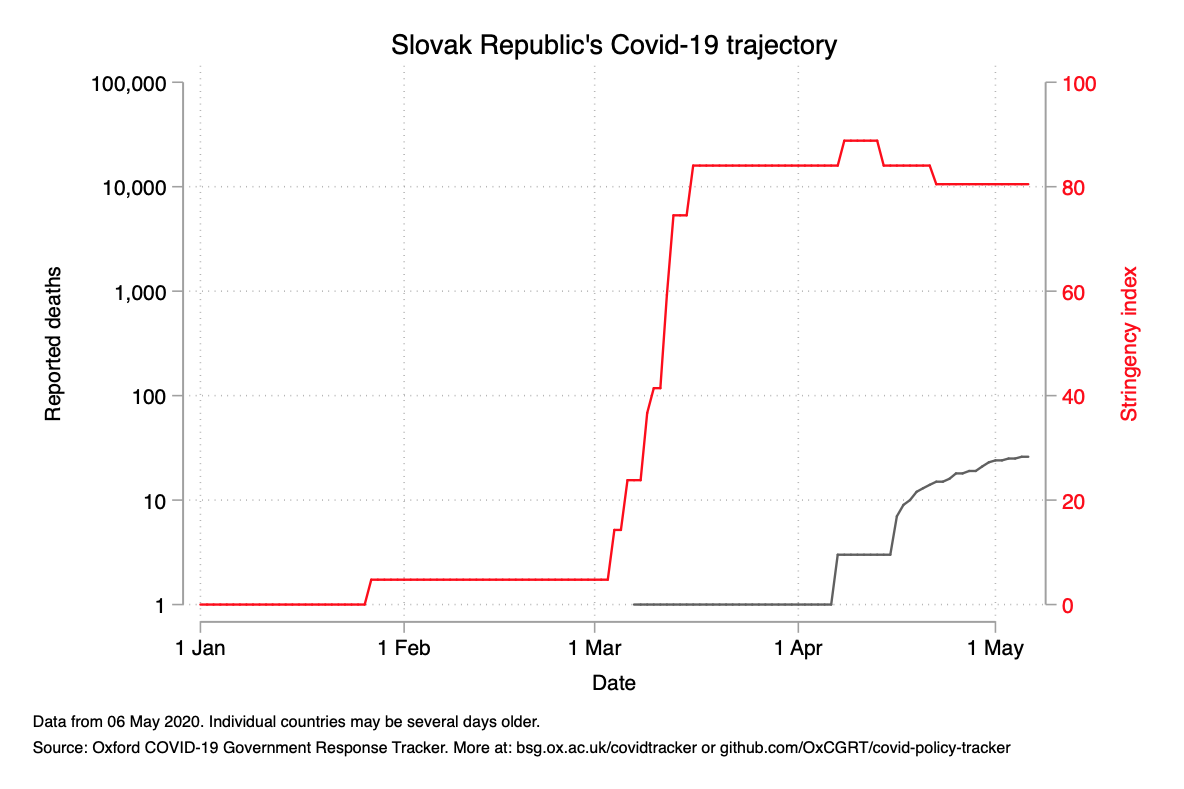 Slovak Republic's Covid-19 trajectory
100,000
10,000
1,000
100
10
1
Reported deaths
100
80
60
40
20
0
Stringency index
1 Jan 1 Feb 1 Mar 1 Apr 1 May
Date
Data from 06 May 2020. Individual countries may be several days older.
Source: Oxford COVID-19 Government Response Tracker. More at: bsg.ox.ac.uk/covidtracker or github.com/OxCGRT/covid-policy-tracker